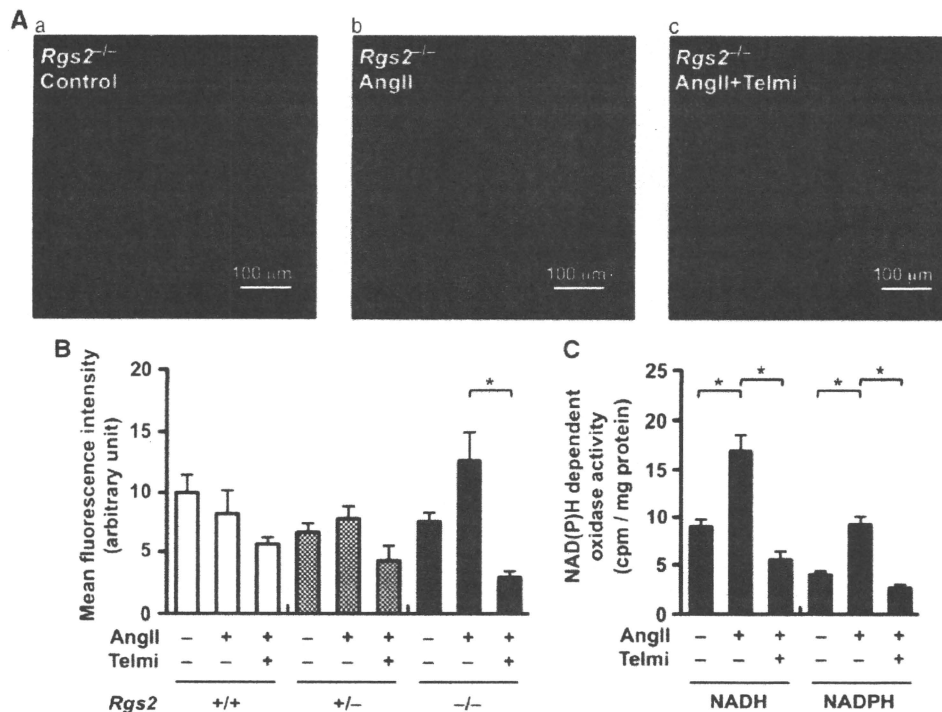 A
a
b
c
Rgs2−/−
Control
Rgs2−/−
AngII
Rgs2−/−
AngII+Telmi
100 μm
100 μm
100 μm
B
Mean fluorescence intensity
(arbitrary unit)
20
15
10
5
0
*
AngII − + + − + + − + +
Telmi − − + − − + − − +
Rgs2 +/+ +/− −/−
C
NAD(P)H dependent
oxidase activity
(cpm / mg protein)
25
20
15
10
5
0
* * * *
AngII − + + − + +
Telmi − − + − − +
NADH NADPH